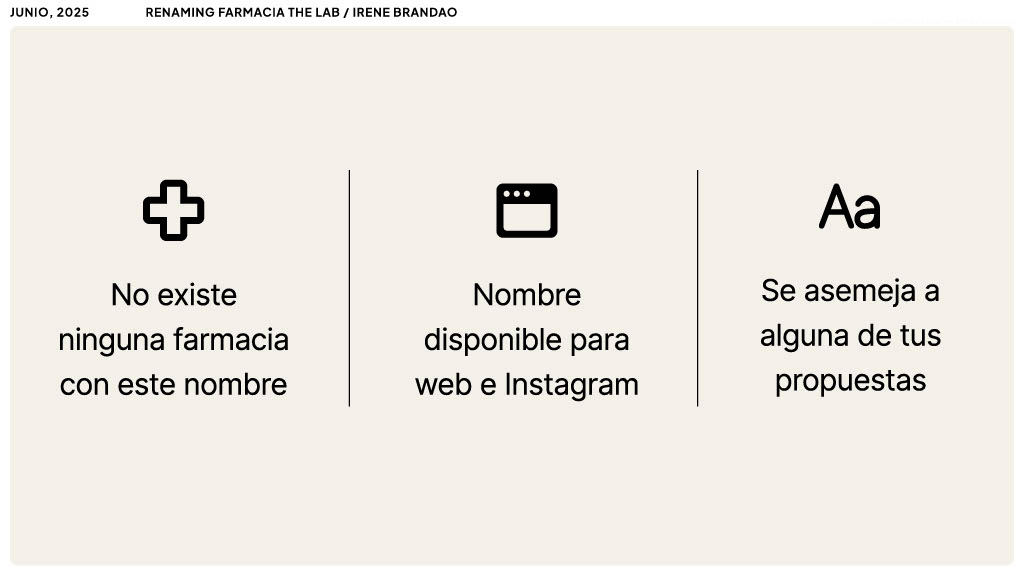 JUNIO, 2025
RENAMING FARMACIA THE LAB / IRENE BRANDAO
No existe
ninguna farmacia
con este nombre
Nombre
disponible para
web e Instagram
Aa
Se asemeja a
alguna de tus
propuestas